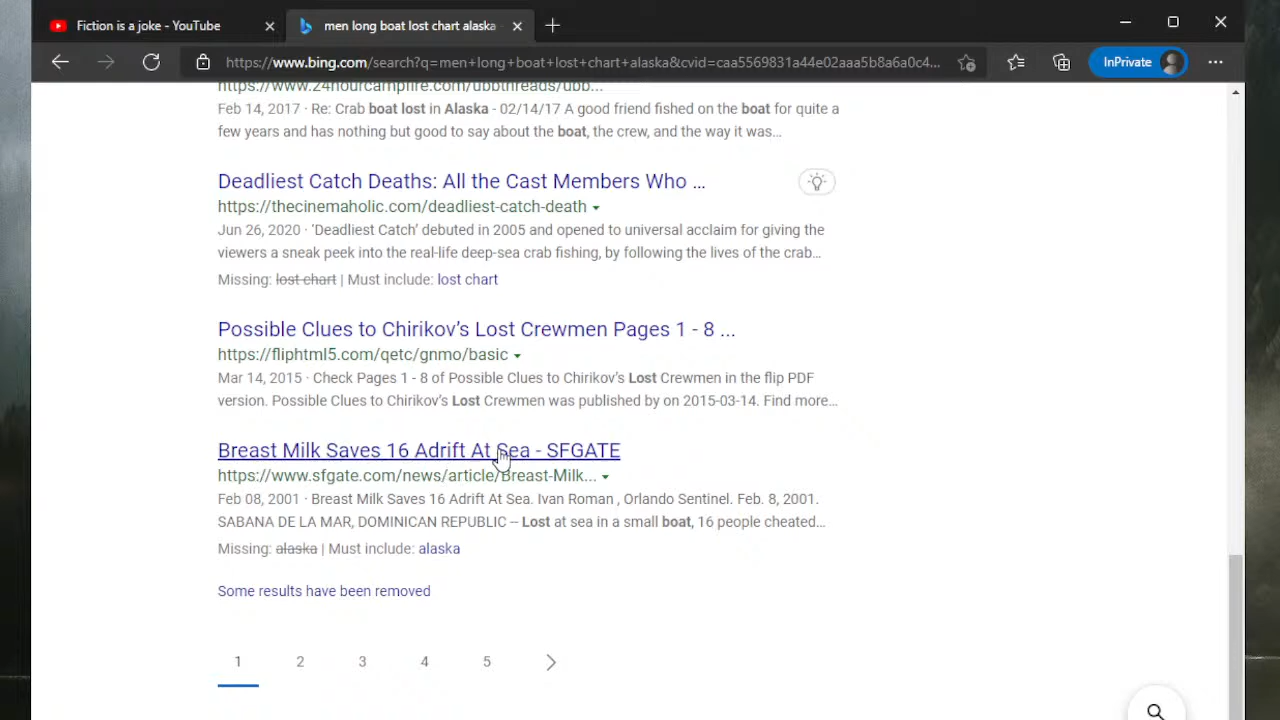 Fiction is a joke - YouTube
men long boat lost chart alaska
https://www.bing.com/search?q=men+long+boat+lost+chart+alaska&cvid=caa5569831a44e02aaa5b8a6a0c4...
InPrivate
https://www.24hourcampfire.com/ubbthreads/ubb...
Feb 14, 2017 · Re: Crab boat lost in Alaska - 02/14/17 A good friend fished on the boat for quite a
few years and has nothing but good to say about the boat, the crew, and the way it was...
Deadliest Catch Deaths: All the Cast Members Who ...
https://thecinemaholic.com/deadliest-catch-death
Jun 26, 2020 · ‘Deadliest Catch’ debuted in 2005 and opened to universal acclaim for giving the
viewers a sneak peek into the real-life deep-sea crab fishing, by following the lives of the crab...
Missing: lost chart | Must include: lost chart
Possible Clues to Chirikov’s Lost Crewmen Pages 1 - 8 ...
https://fliphtml5.com/qetc/gnmo/basic
Mar 14, 2015 · Check Pages 1 - 8 of Possible Clues to Chirikov’s Lost Crewmen in the flip PDF
version. Possible Clues to Chirikov’s Lost Crewmen was published by on 2015-03-14. Find more...
Breast Milk Saves 16 Adrift At Sea - SFGATE
https://www.sfgate.com/news/article/Breast-Milk...
Feb 08, 2001 · Breast Milk Saves 16 Adrift At Sea. Ivan Roman , Orlando Sentinel. Feb. 8, 2001.
SABANA DE LA MAR, DOMINICAN REPUBLIC -- Lost at sea in a small boat, 16 people cheated...
Missing: alaska | Must include: alaska
Some results have been removed
1 2 3 4 5